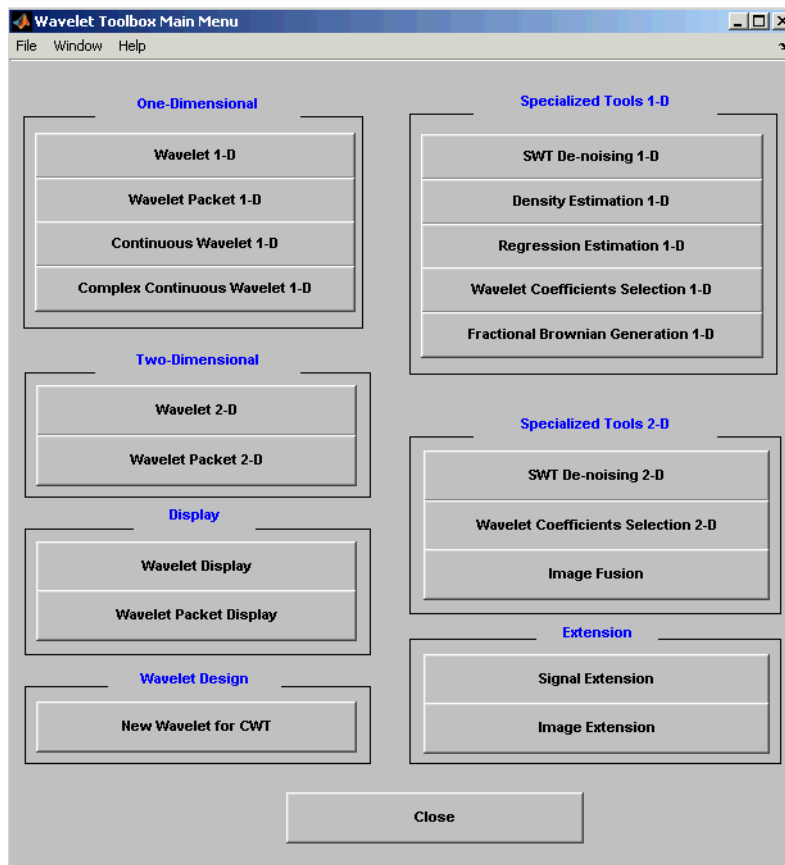 Wavelet Toolbox Main Menu
File Window Help
One-Dimensional
Wavelet 1-D
Wavelet Packet 1-D
Continuous Wavelet 1-D
Complex Continuous Wavelet 1-D
Two-Dimensional
Wavelet 2-D
Wavelet Packet 2-D
Display
Wavelet Display
Wavelet Packet Display
Wavelet Design
New Wavelet for CWT
Specialized Tools 1-D
SWT De-noising 1-D
Density Estimation 1-D
Regression Estimation 1-D
Wavelet Coefficients Selection 1-D
Fractional Brownian Generation 1-D
Specialized Tools 2-D
SWT De-noising 2-D
Wavelet Coefficients Selection 2-D
Image Fusion
Extension
Signal Extension
Image Extension
Close